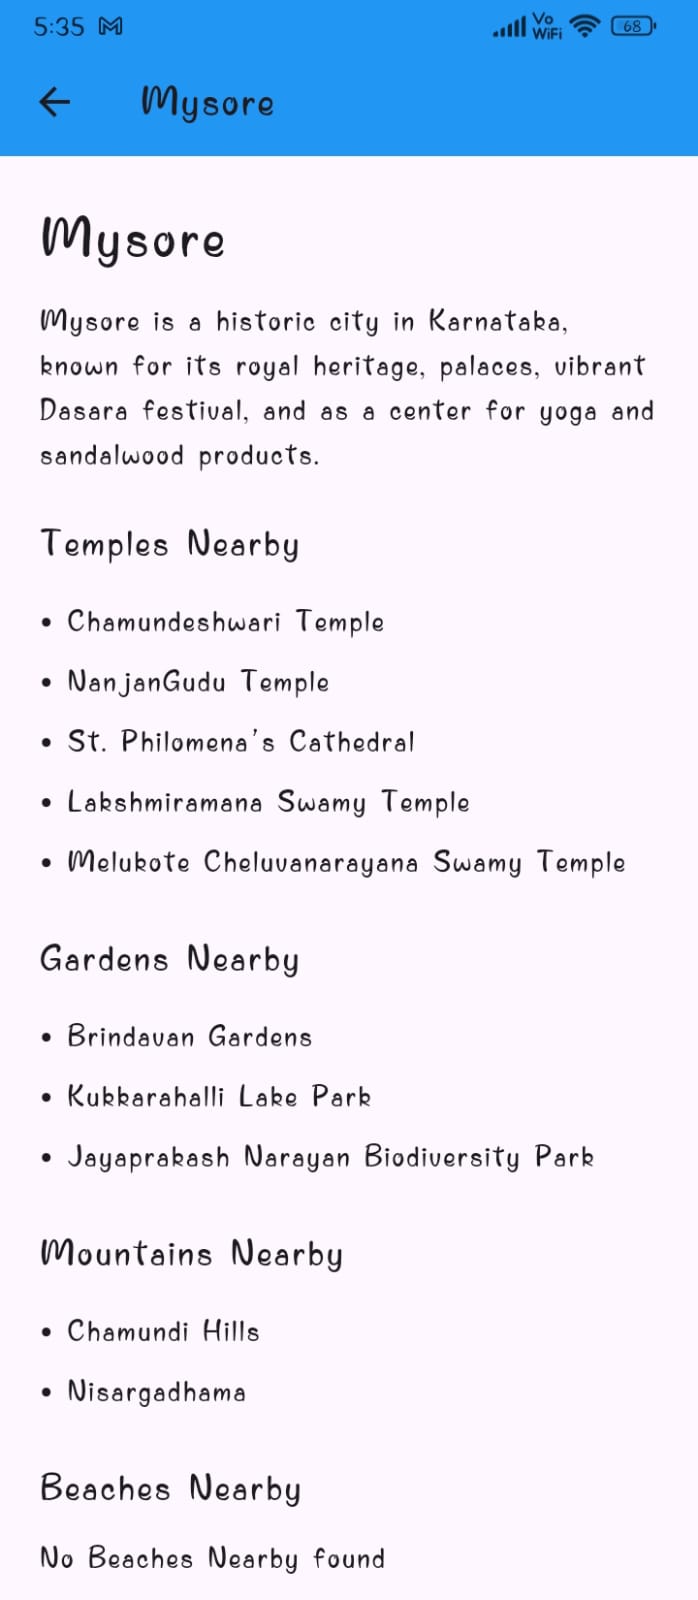 5:35
Vo
WiFi
68
Mysore
Mysore
Mysore is a historic city in Karnataka,
known for its royal heritage, palaces, vibrant
Dasara festival, and as a center for yoga and
sandalwood products.
Temples Nearby
• Chamundeshwari Temple
• NanjanGudu Temple
• St. Philomena's Cathedral
• Lakshmiramana Swamy Temple
• Melukote Cheluvanarayana Swamy Temple
Gardens Nearby
• Brindavan Gardens
• Kukkarahalli Lake Park
• Jayaprakash Narayan Biodiversity Park
Mountains Nearby
• Chamundi Hills
• Nisargadhama
Beaches Nearby
No Beaches Nearby found